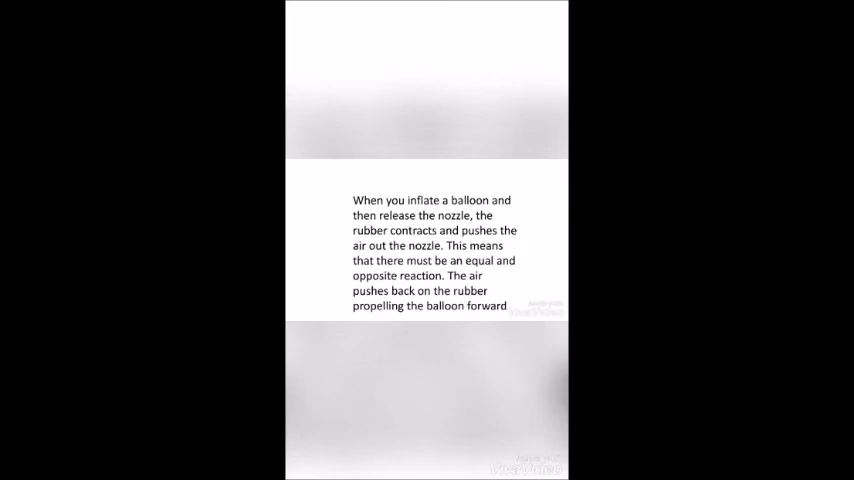 When you inflate a balloon and
then release the nozzle, the
rubber contracts and pushes the
air out the nozzle. This means
that there must be an equal and
opposite reaction. The air
pushes back on the rubber
propelling the balloon forward
VivaVideo
VivaVideo